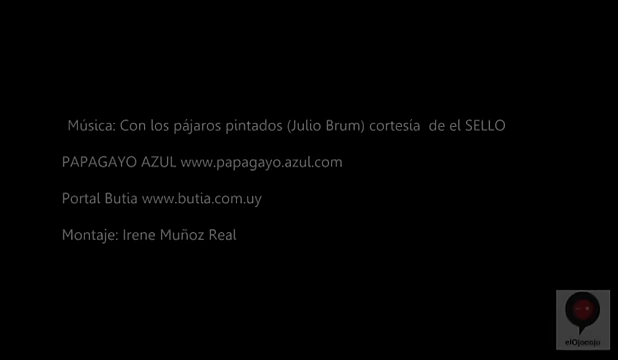 Música: Con los pájaros pintados (Julio Brum) cortesía de el SELLO
PAPAGAYO AZUL www.papagayo.azul.com
Portal Butia www.butia.com.uy
Montaje: Irene Muñoz Real
elOjoenjo